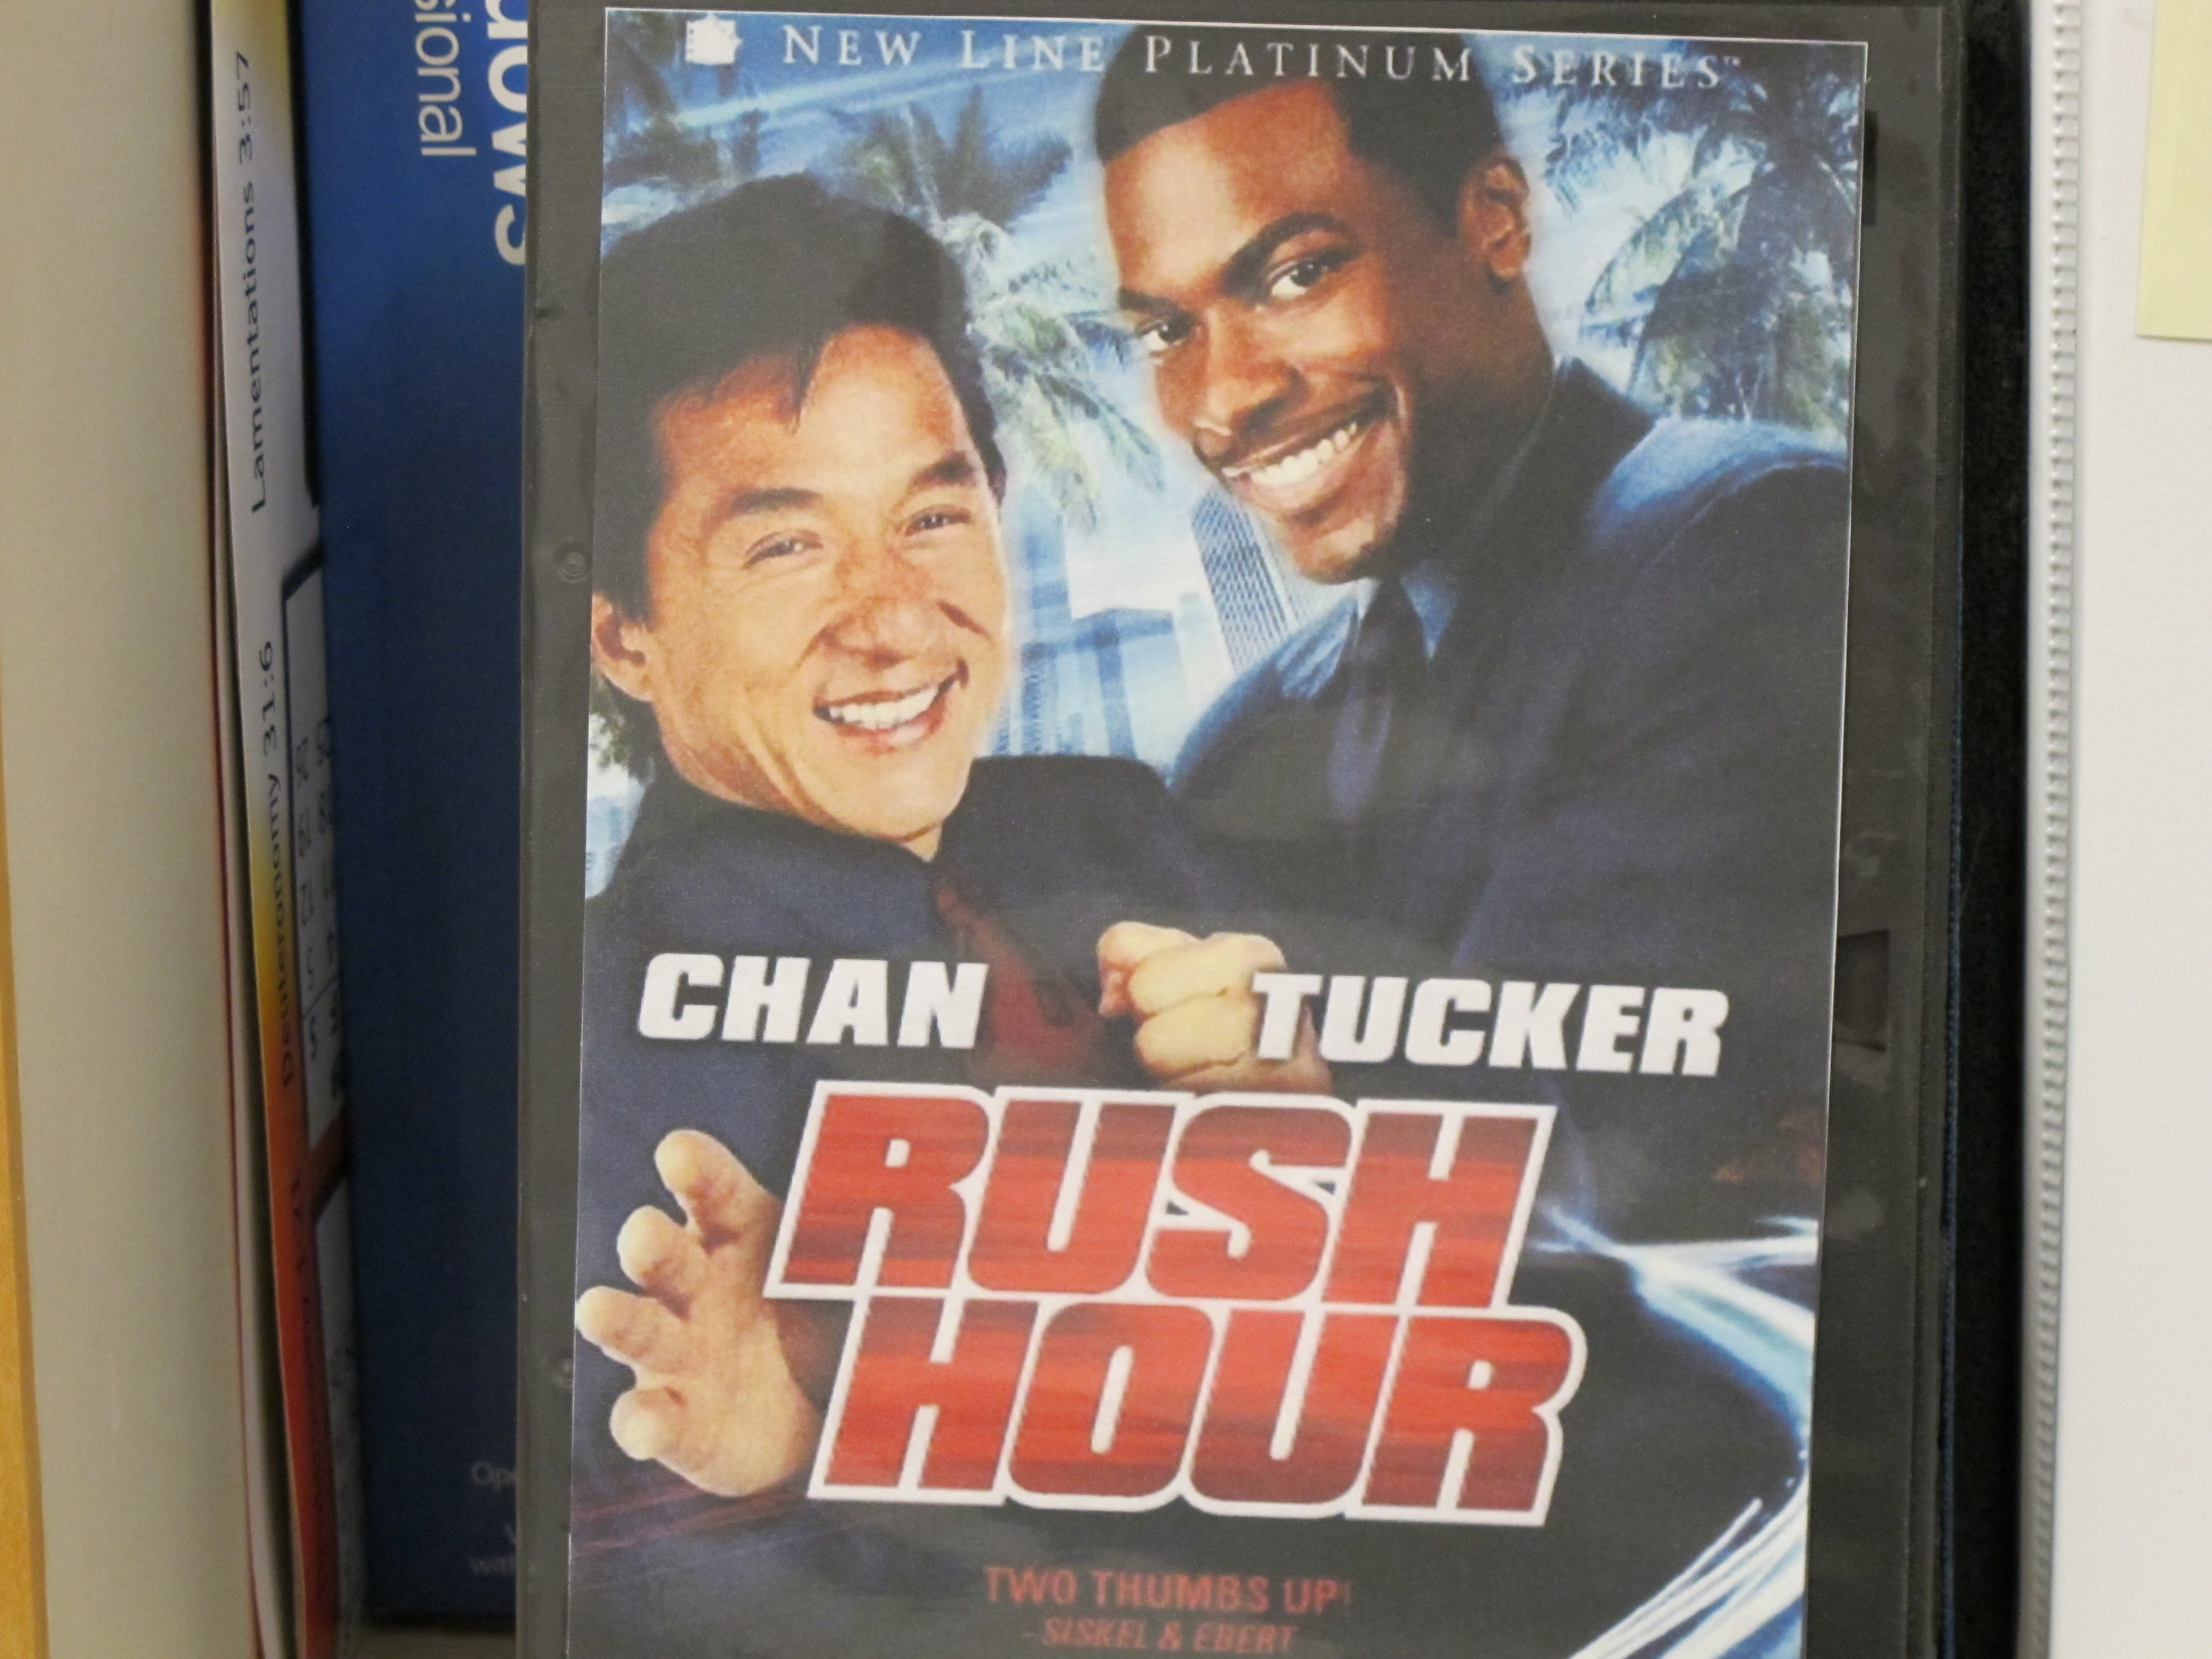 NEW LINE PLATINUM SERIES™
CHAN TUCKER
RUSH
HOUR
TWO THUMBS UP!
SISKEL & EBERT
Lamentations 3:57
Deuteronomy 31:6
sional